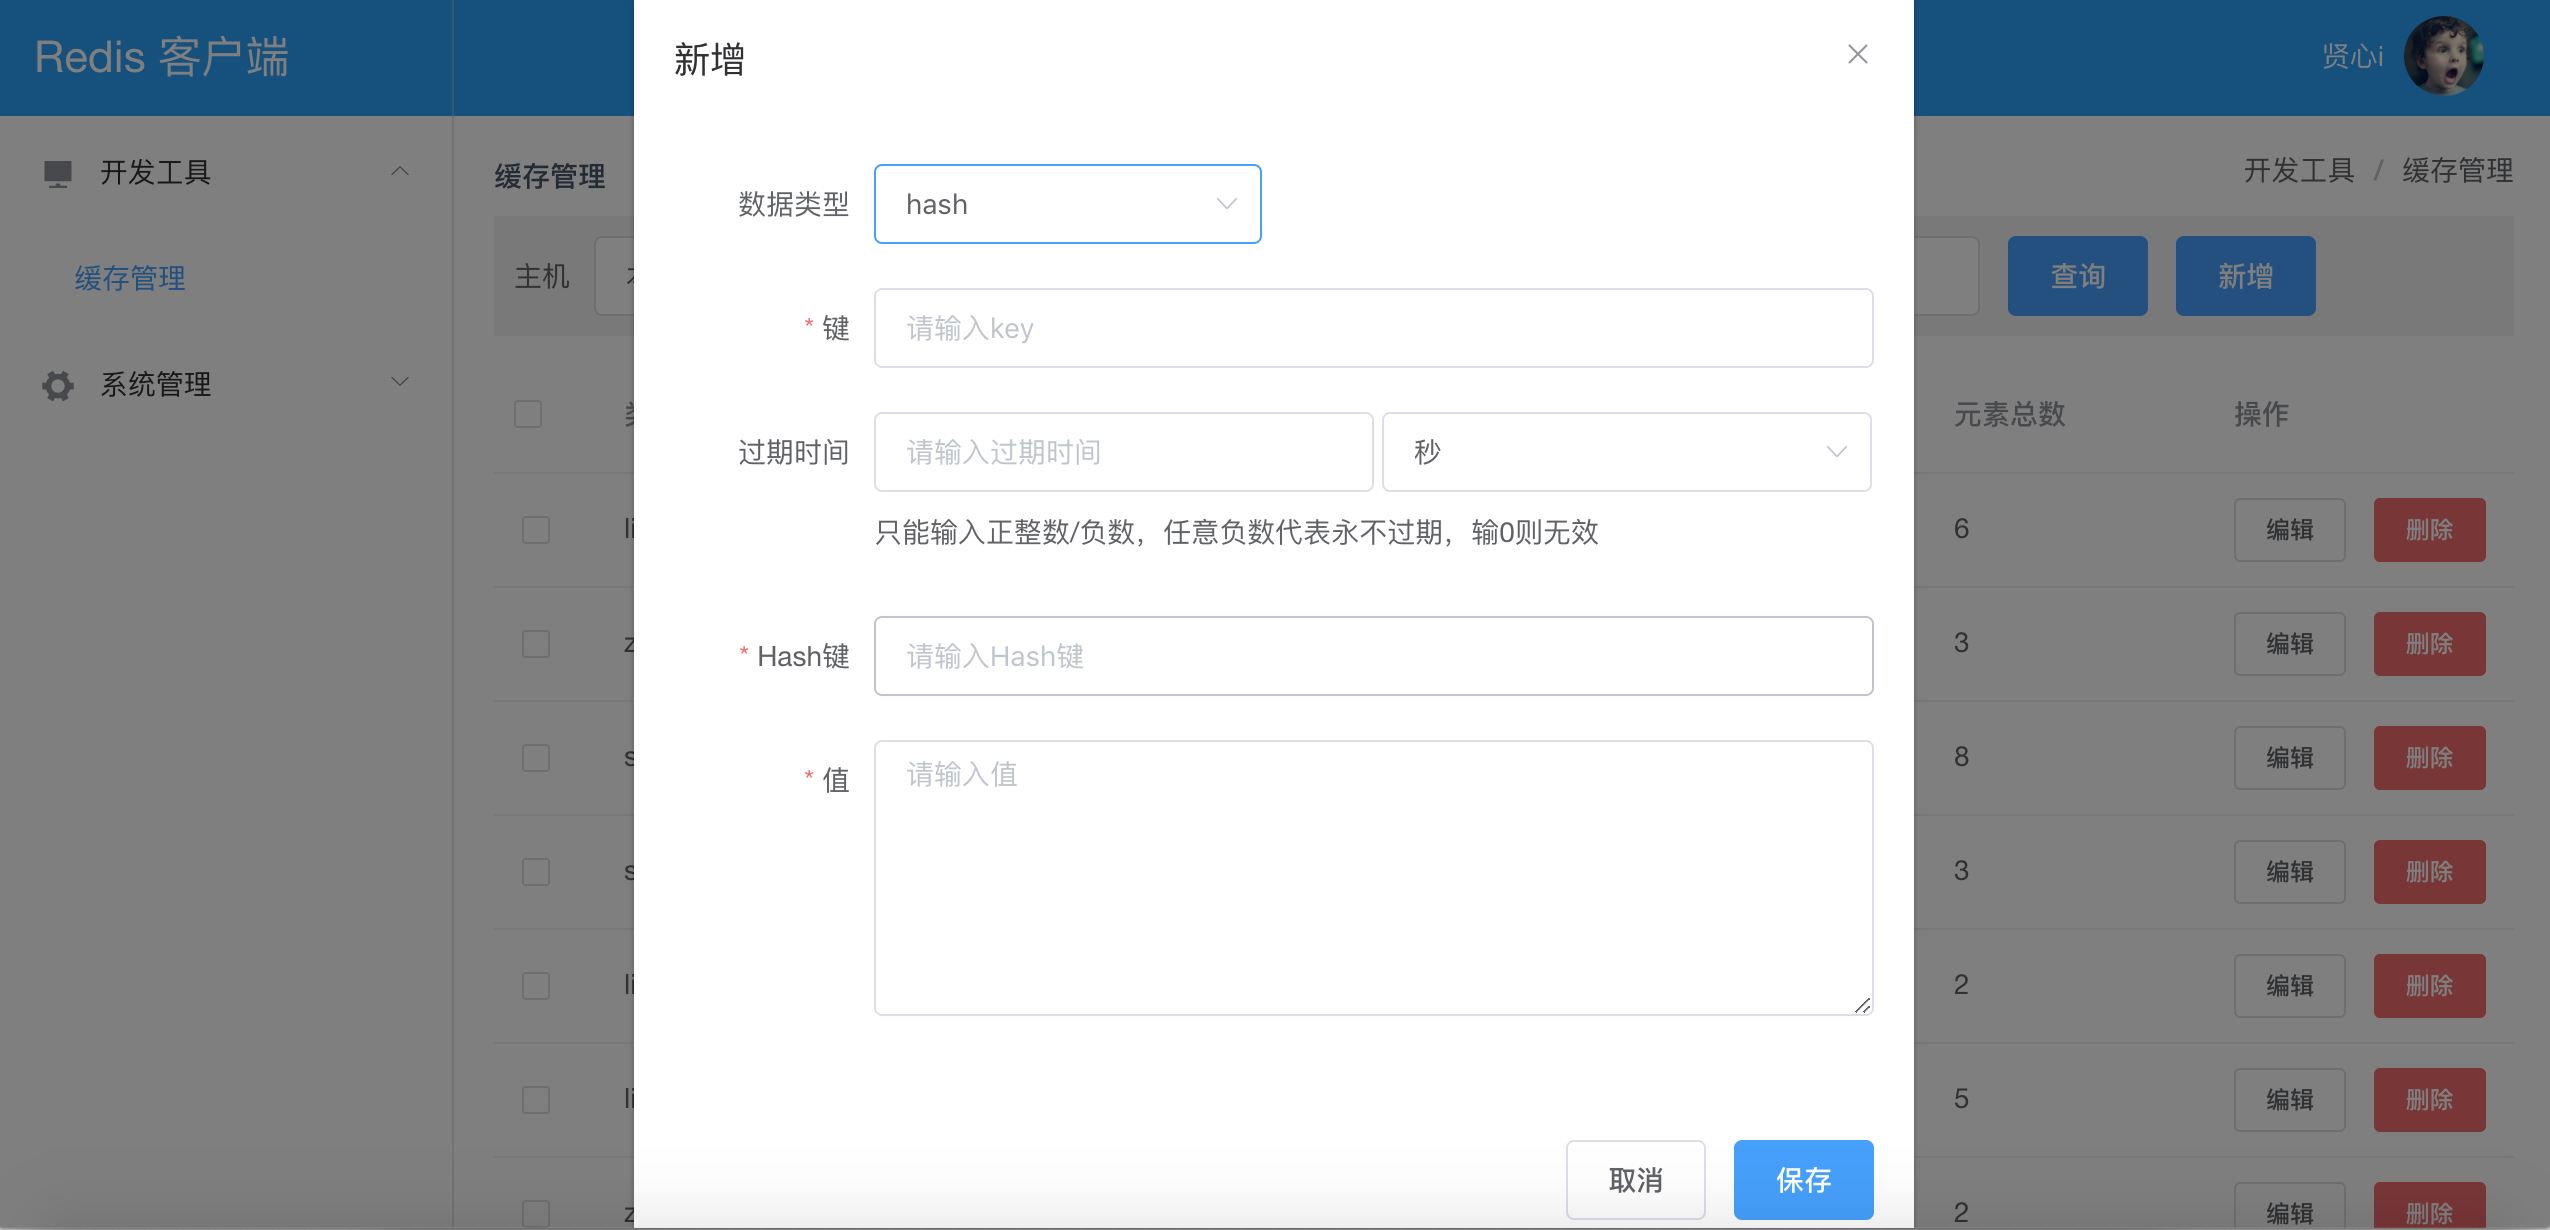 Redis 客户端
新增
贤心i
开发工具
缓存管理
开发工具 / 缓存管理
数据类型 hash
缓存管理
主机
查询 新增
* 键 请输入key
系统管理
元素总数 操作
过期时间 请输入过期时间 秒
只能输入正整数/负数，任意负数代表永不过期，输0则无效
6 编辑 删除
* Hash键 请输入Hash键
3 编辑 删除
* 值 请输入值
8 编辑 删除
3 编辑 删除
2 编辑 删除
5 编辑 删除
取消 保存
2 编辑 删除